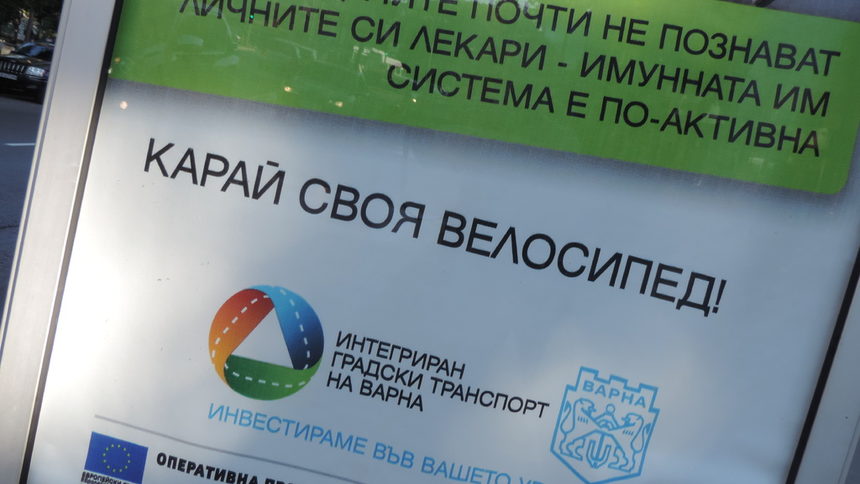 ПОЧТИ НЕ ПОЗНАВАТ
ЛИЧНИТЕ СИ ЛЕКАРИ - ИМУННАТА ИМ
СИСТЕМА Е ПО-АКТИВНА
КАРАЙ СВОЯ ВЕЛОСИПЕД!
ИНТЕГРИРАН
ГРАДСКИ ТРАНСПОРТ
НА ВАРНА
ВАРНА
ИНВЕСТИРАМЕ ВЪВ ВАШЕТО
ОПЕРАТИВНА